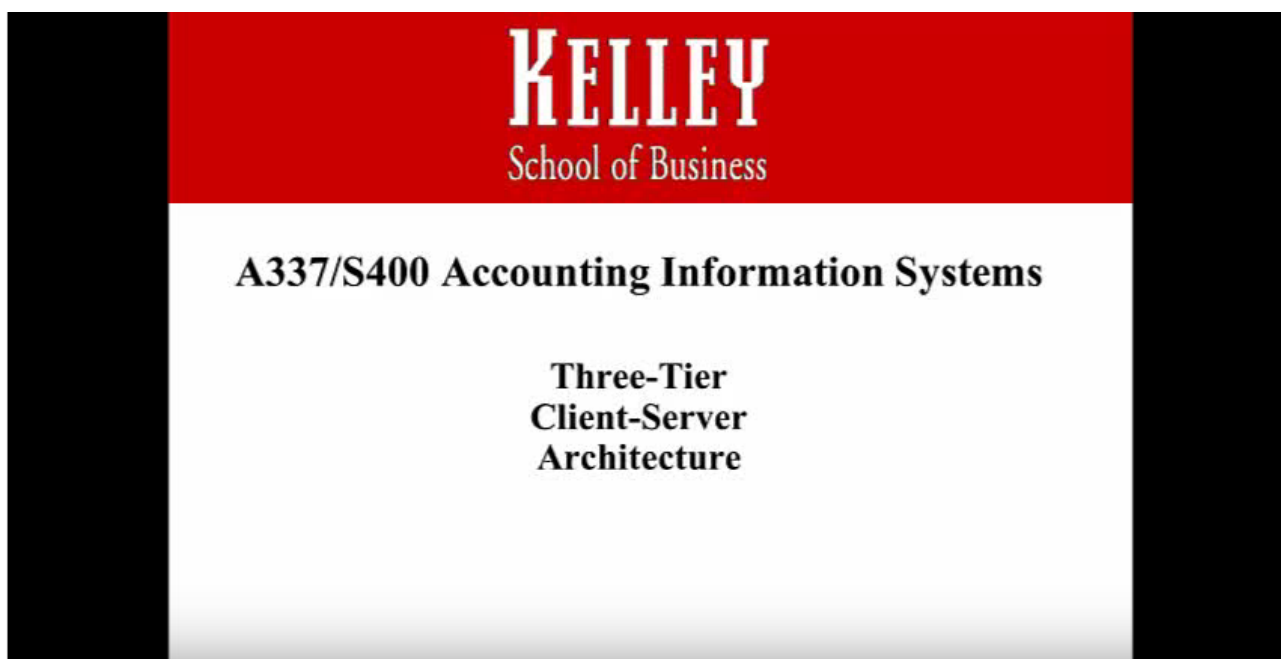 KELLEY
School of Business
A337/S400 Accounting Information Systems
Three-Tier
Client-Server
Architecture